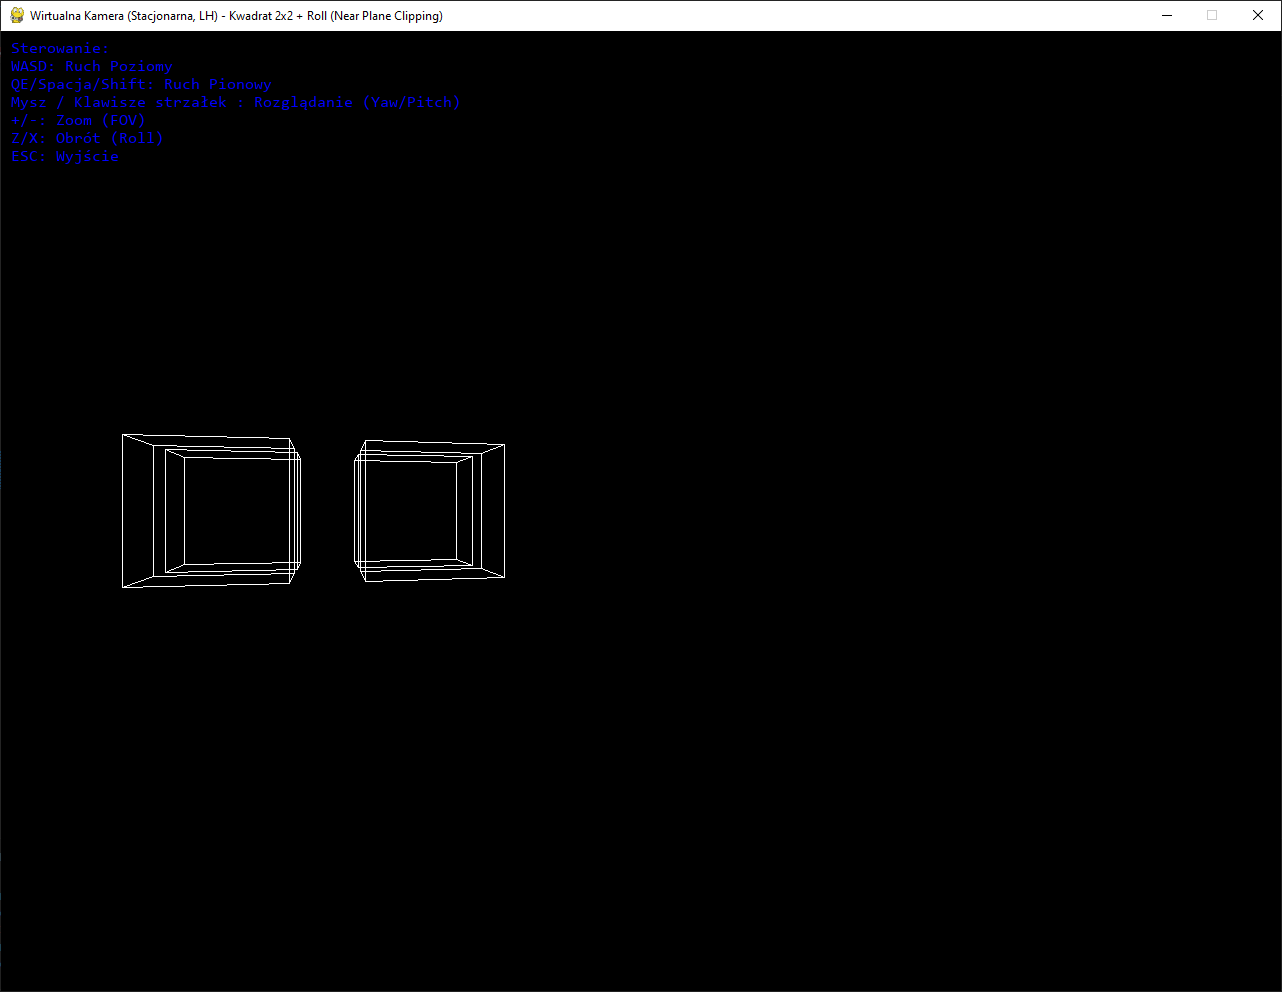 Wirtualna Kamera (Stacjonarna, LH) - Kwadrat 2x2 + Roll (Near Plane Clipping)
Sterowanie:
WASD: Ruch Poziomy
QE/Spacja/Shift: Ruch Pionowy
Mysz / Klawisze strzałek : Rozglądanie (Yaw/Pitch)
+/-: Zoom (FOV)
Z/X: Obrót (Roll)
ESC: Wyjście